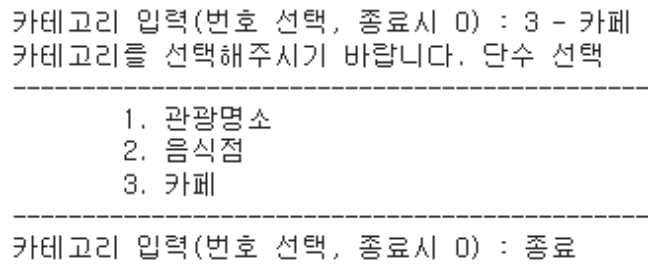 카테고리 입력(번호 선택, 종료시 0) : 3 - 카페
카테고리를 선택해주시기 바랍니다. 단수 선택
----------------------------------------------
1. 관광명소
2. 음식점
3. 카페
----------------------------------------------
카테고리 입력(번호 선택, 종료시 0) : 종료